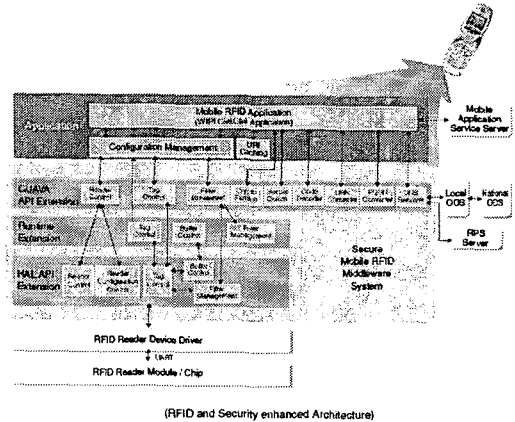 Application
Mobile RFID Application
(WIPI C/JAVA Application)
Mobile
Application
Service Server
Configuration Management
URI
Caching
C/JAVA
API Extension
Reader
Control
Tag
Control
Filter
Management
Local
ODS
National
ODS
Runtime
Extension
Tag
Control
Buffer
Control
Filter
Management
RPS
Server
HAL API
Extension
Reader
Control
Reader
Configuration
Control
Tag
Control
Buffer
Control
Filter
Management
Secure
Mobile RFID
Middleware
System
RFID Reader Device Driver
UART
RFID Reader Module / Chip
(RFID and Security enhanced Architecture)